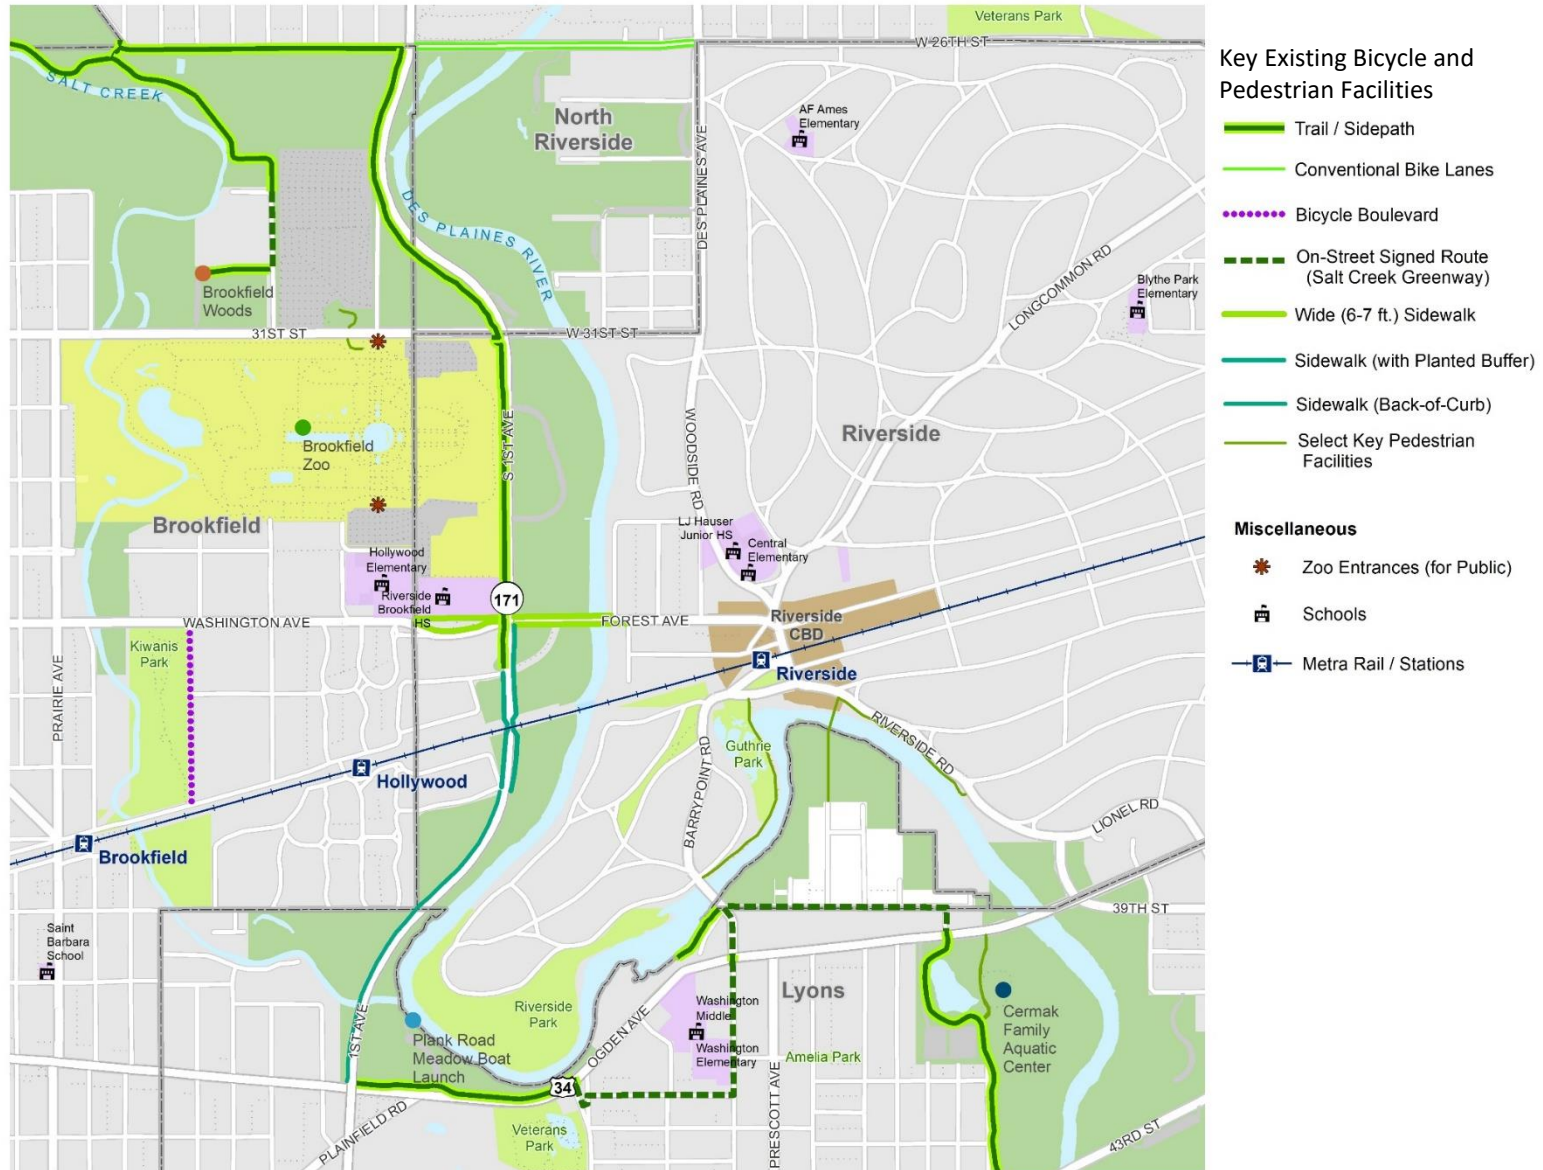 Veterans Park
W 26TH ST
SALT CREEK
North
Riverside
AF Ames
Elementary
DES PLAINES AVE
DES PLAINES RIVER
LONGCOMMON RD
Blythe Park
Elementary
Brookfield
Woods
31ST ST
W 31ST ST
S 1ST AVE
WOODSIDE RD
Riverside
Brookfield
Zoo
Brookfield
LJ Hauser
Junior HS
Central
Elementary
Hollywood
Elementary
Riverside
Brookfield
HS
171
WASHINGTON AVE
FOREST AVE
Riverside
CBD
Kiwanis
Park
PRAIRIE AVE
Riverside
RIVERSIDE RD
Guthrie
Park
BARRYPOINT RD
Hollywood
LIONEL RD
Brookfield
39TH ST
Saint
Barbara
School
1ST AVE
Riverside
Park
Plank Road
Meadow Boat
Launch
OGDEN AVE
Washington
Middle
Washington
Elementary
Lyons
Amelia Park
Cermak
Family
Aquatic
Center
34
PLAINFIELD RD
Veterans
Park
PRESCOTT AVE
43RD ST
Key Existing Bicycle and
Pedestrian Facilities
Trail / Sidepath
Conventional Bike Lanes
Bicycle Boulevard
On-Street Signed Route
(Salt Creek Greenway)
Wide (6-7 ft.) Sidewalk
Sidewalk (with Planted Buffer)
Sidewalk (Back-of-Curb)
Select Key Pedestrian
Facilities
Miscellaneous
Zoo Entrances (for Public)
Schools
Metra Rail / Stations